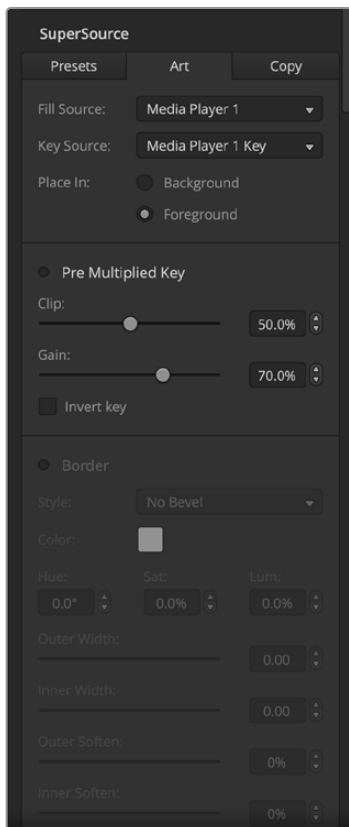 SuperSource
Presets Art Copy
Fill Source: Media Player 1
Key Source: Media Player 1 Key
Place In: Background
Foreground
Pre Multiplied Key
Clip:
50.0%
Gain:
70.0%
Invert key
Border
Style: No Bevel
Color:
Hue: Sat: Lum:
0.0° 0.0% 0.0%
Outer Width:
0.00
Inner Width:
0.00
Outer Soften:
0%
Inner Soften:
0%